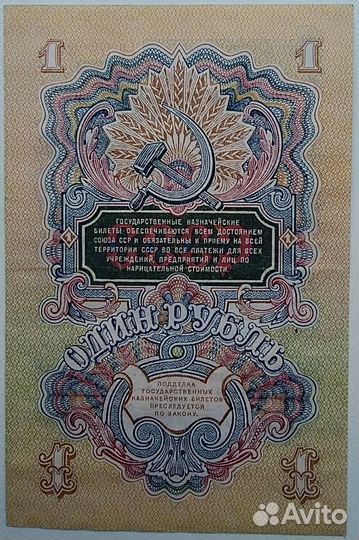 1 1
ГОСУДАРСТВЕННЫЕ КАЗНАЧЕЙСКИЕ
БИЛЕТЫ ОБЕСПЕЧИВАЮТСЯ ВСЕМ ДОСТОЯНИЕМ
СОЮЗА ССР И ОБЯЗАТЕЛЬНЫ К ПРИЕМУ НА ВСЕЙ
ТЕРРИТОРИИ СССР ВО ВСЕ ПЛАТЕЖИ ДЛЯ ВСЕХ
УЧРЕЖДЕНИЙ, ПРЕДПРИЯТИЙ И ЛИЦ ПО
НАРИЦАТЕЛЬНОЙ СТОИМОСТИ
ОДИН РУБЛЬ
ПОДДЕЛКА
ГОСУДАРСТВЕННЫХ
КАЗНАЧЕЙСКИХ БИЛЕТОВ
ПРЕСЛЕДУЕТСЯ
ПО ЗАКОНУ.
1 1
Avito